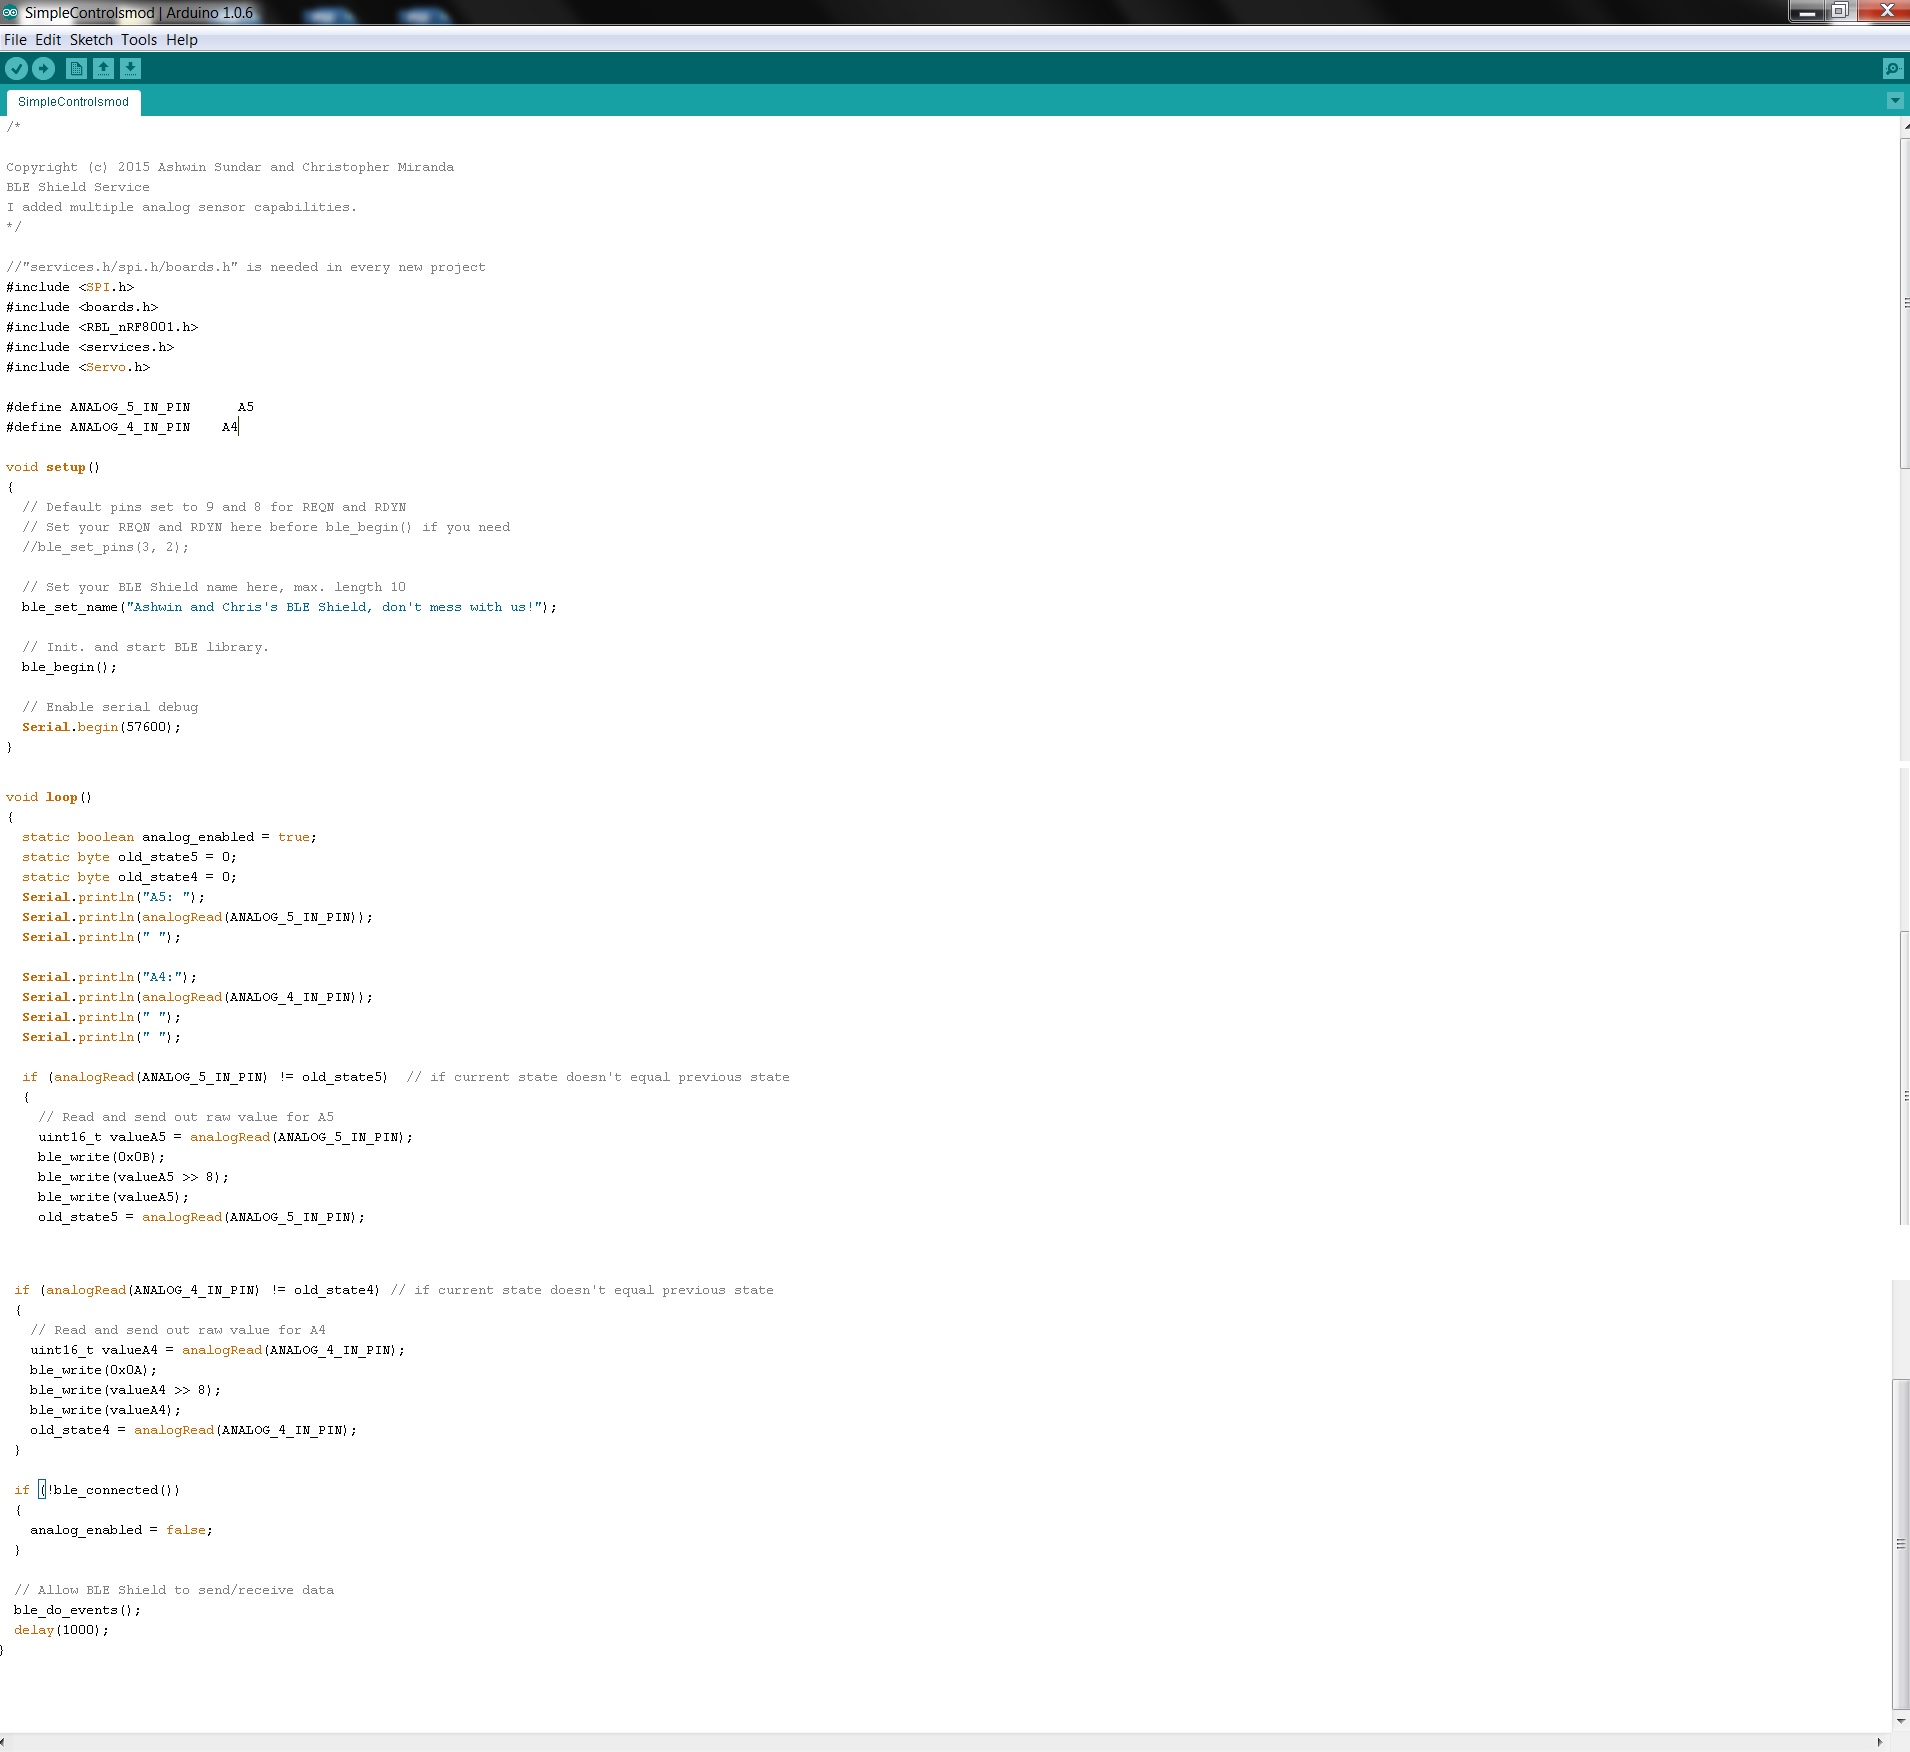 SimpleControlsmod | Arduino 1.0.6
File Edit Sketch Tools Help
SimpleControlsmod
/*
Copyright (c) 2015 Ashwin Sundar and Christopher Miranda
BLE Shield Service
I added multiple analog sensor capabilities.
*/
//"services.h/spi.h/boards.h" is needed in every new project
#include <SPI.h>
#include <boards.h>
#include <RBL_nRF8001.h>
#include <services.h>
#include <Servo.h>
#define ANALOG_5_IN_PIN      A5
#define ANALOG_4_IN_PIN    A4
void setup()
{
  // Default pins set to 9 and 8 for REQN and RDYN
  // Set your REQN and RDYN here before ble_begin() if you need
  //ble_set_pins(3, 2);
  // Set your BLE Shield name here, max. length 10
  ble_set_name("Ashwin and Chris's BLE Shield, don't mess with us!");
  // Init. and start BLE library.
  ble_begin();
  // Enable serial debug
  Serial.begin(57600);
}
void loop()
{
  static boolean analog_enabled = true;
  static byte old_state5 = 0;
  static byte old_state4 = 0;
  Serial.println("A5: ");
  Serial.println(analogRead(ANALOG_5_IN_PIN));
  Serial.println(" ");
  Serial.println("A4:");
  Serial.println(analogRead(ANALOG_4_IN_PIN));
  Serial.println(" ");
  Serial.println(" ");
  if (analogRead(ANALOG_5_IN_PIN) != old_state5)  // if current state doesn't equal previous state
  {
    // Read and send out raw value for A5
    uint16_t valueA5 = analogRead(ANALOG_5_IN_PIN);
    ble_write(0x0B);
    ble_write(valueA5 >> 8);
    ble_write(valueA5);
    old_state5 = analogRead(ANALOG_5_IN_PIN);
  if (analogRead(ANALOG_4_IN_PIN) != old_state4) // if current state doesn't equal previous state
  {
    // Read and send out raw value for A4
    uint16_t valueA4 = analogRead(ANALOG_4_IN_PIN);
    ble_write(0x0A);
    ble_write(valueA4 >> 8);
    ble_write(valueA4);
    old_state4 = analogRead(ANALOG_4_IN_PIN);
  }
  if (!ble_connected())
  {
    analog_enabled = false;
  }
  // Allow BLE Shield to send/receive data
  ble_do_events();
  delay(1000);
}